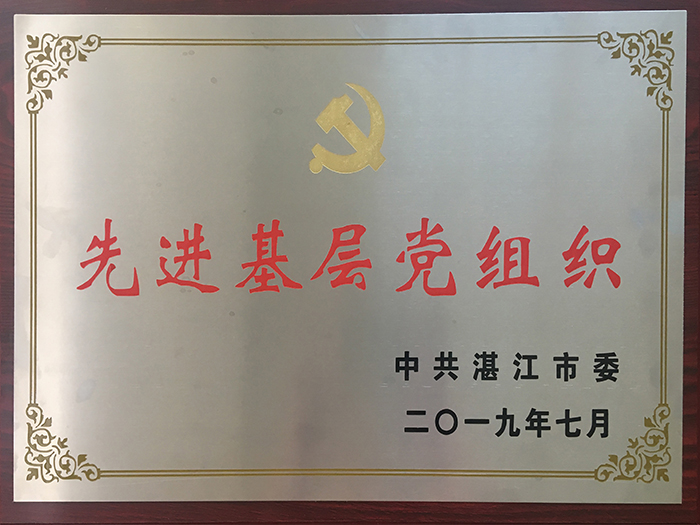 先进基层党组织
中共湛江市委
二〇一九年七月